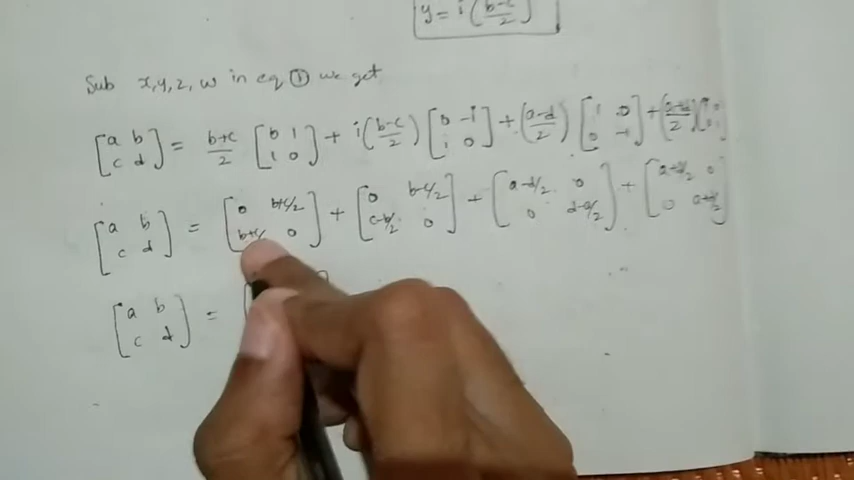 y = i (b-c/2)
Sub x,y,z,w in eq ① we get
[a b c d] = b+c/2 [0 1 1 0] + i(b-c/2) [0 -i i 0] + (a-d/2) [1 0 0 -1] + (a+d/2) [1 0 0 1]
[a b c d] = [0 b+c/2 b+c/ 0] + [0 b-c/2 c-b/2 0] + [a-d/2 0 0 d-a/2] + [a+d/2 0 0 a+d/2]
[a b c d] = [